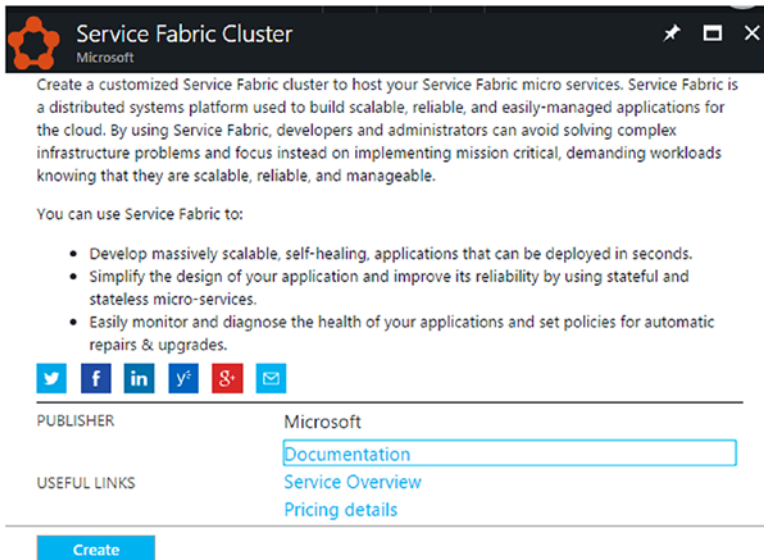 Service Fabric Cluster
Microsoft
Create a customized Service Fabric cluster to host your Service Fabric micro services. Service Fabric is
a distributed systems platform used to build scalable, reliable, and easily-managed applications for
the cloud. By using Service Fabric, developers and administrators can avoid solving complex
infrastructure problems and focus instead on implementing mission critical, demanding workloads
knowing that they are scalable, reliable, and manageable.
You can use Service Fabric to:
• Develop massively scalable, self-healing, applications that can be deployed in seconds.
• Simplify the design of your application and improve its reliability by using stateful and
stateless micro-services.
• Easily monitor and diagnose the health of your applications and set policies for automatic
repairs & upgrades.
f in y 8+
PUBLISHER Microsoft
Documentation
USEFUL LINKS Service Overview
Pricing details
Create